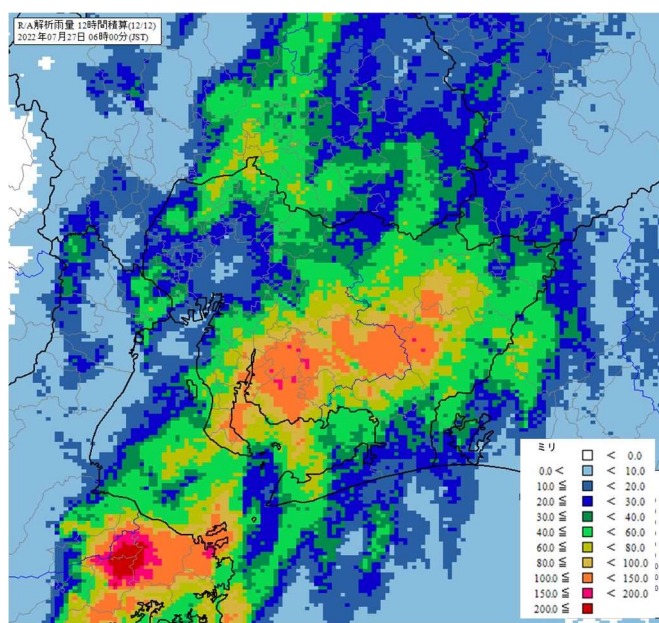 R/A解析雨量 12時間積算(12/12)
2022年07月27日 06時00分(JST)
ミリ
< 0.0
0.0 < < 10.0
10.0 ≦ < 20.0
20.0 ≦ < 30.0
30.0 ≦ < 40.0
40.0 ≦ < 60.0
60.0 ≦ < 80.0
80.0 ≦ < 100.0
100.0 ≦ < 150.0
150.0 ≦ < 200.0
200.0 ≦